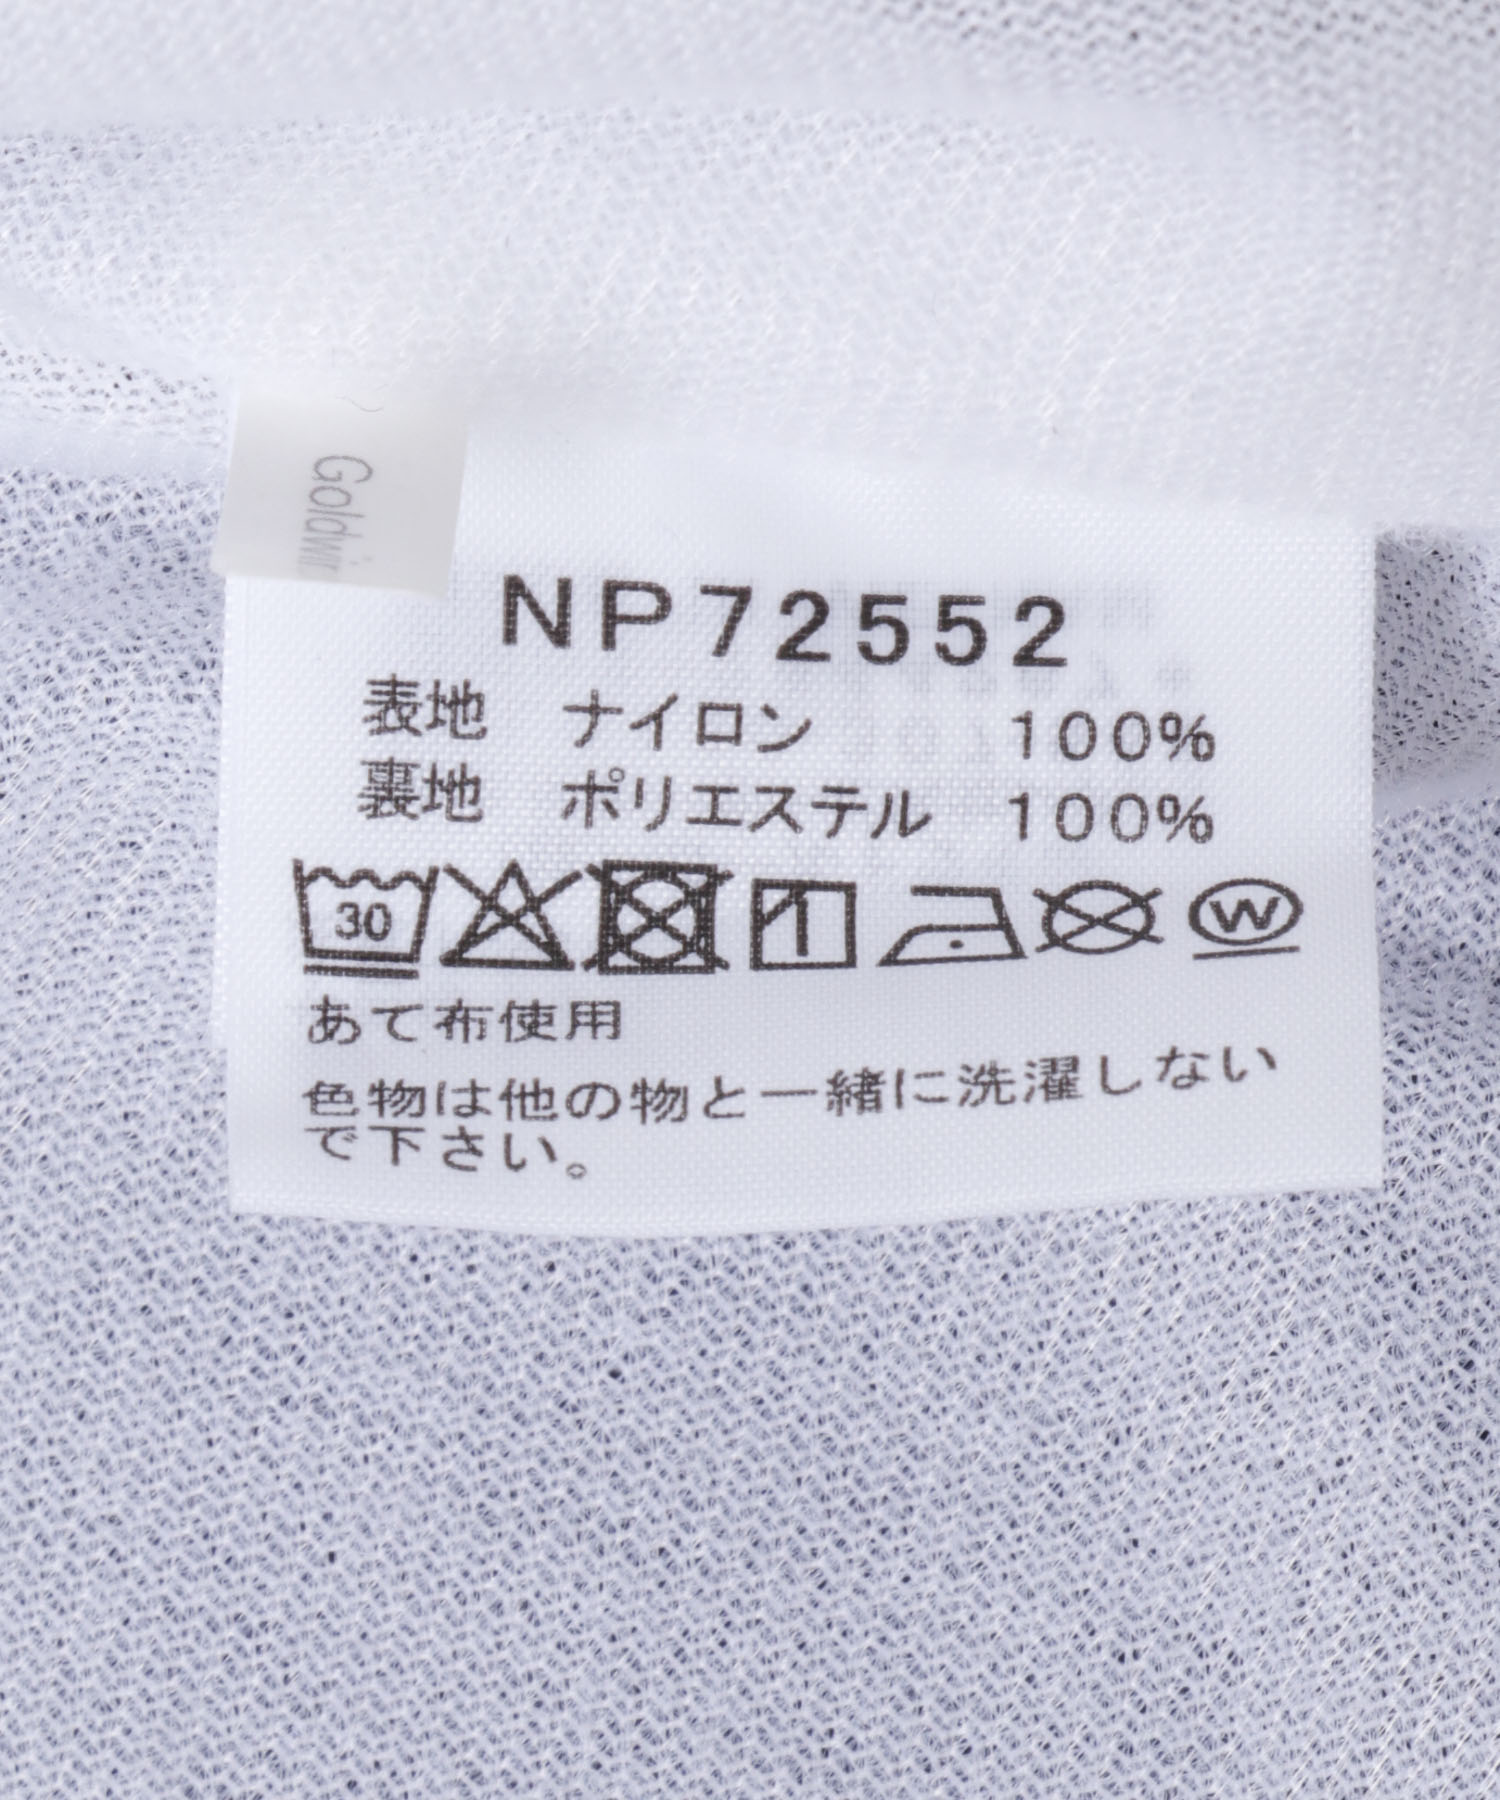 Goldwin
NP72552
表地 ナイロン 100%
裏地 ポリエステル 100%
30 W
あて布使用
色物は他の物と一緒に洗濯しない
で下さい。